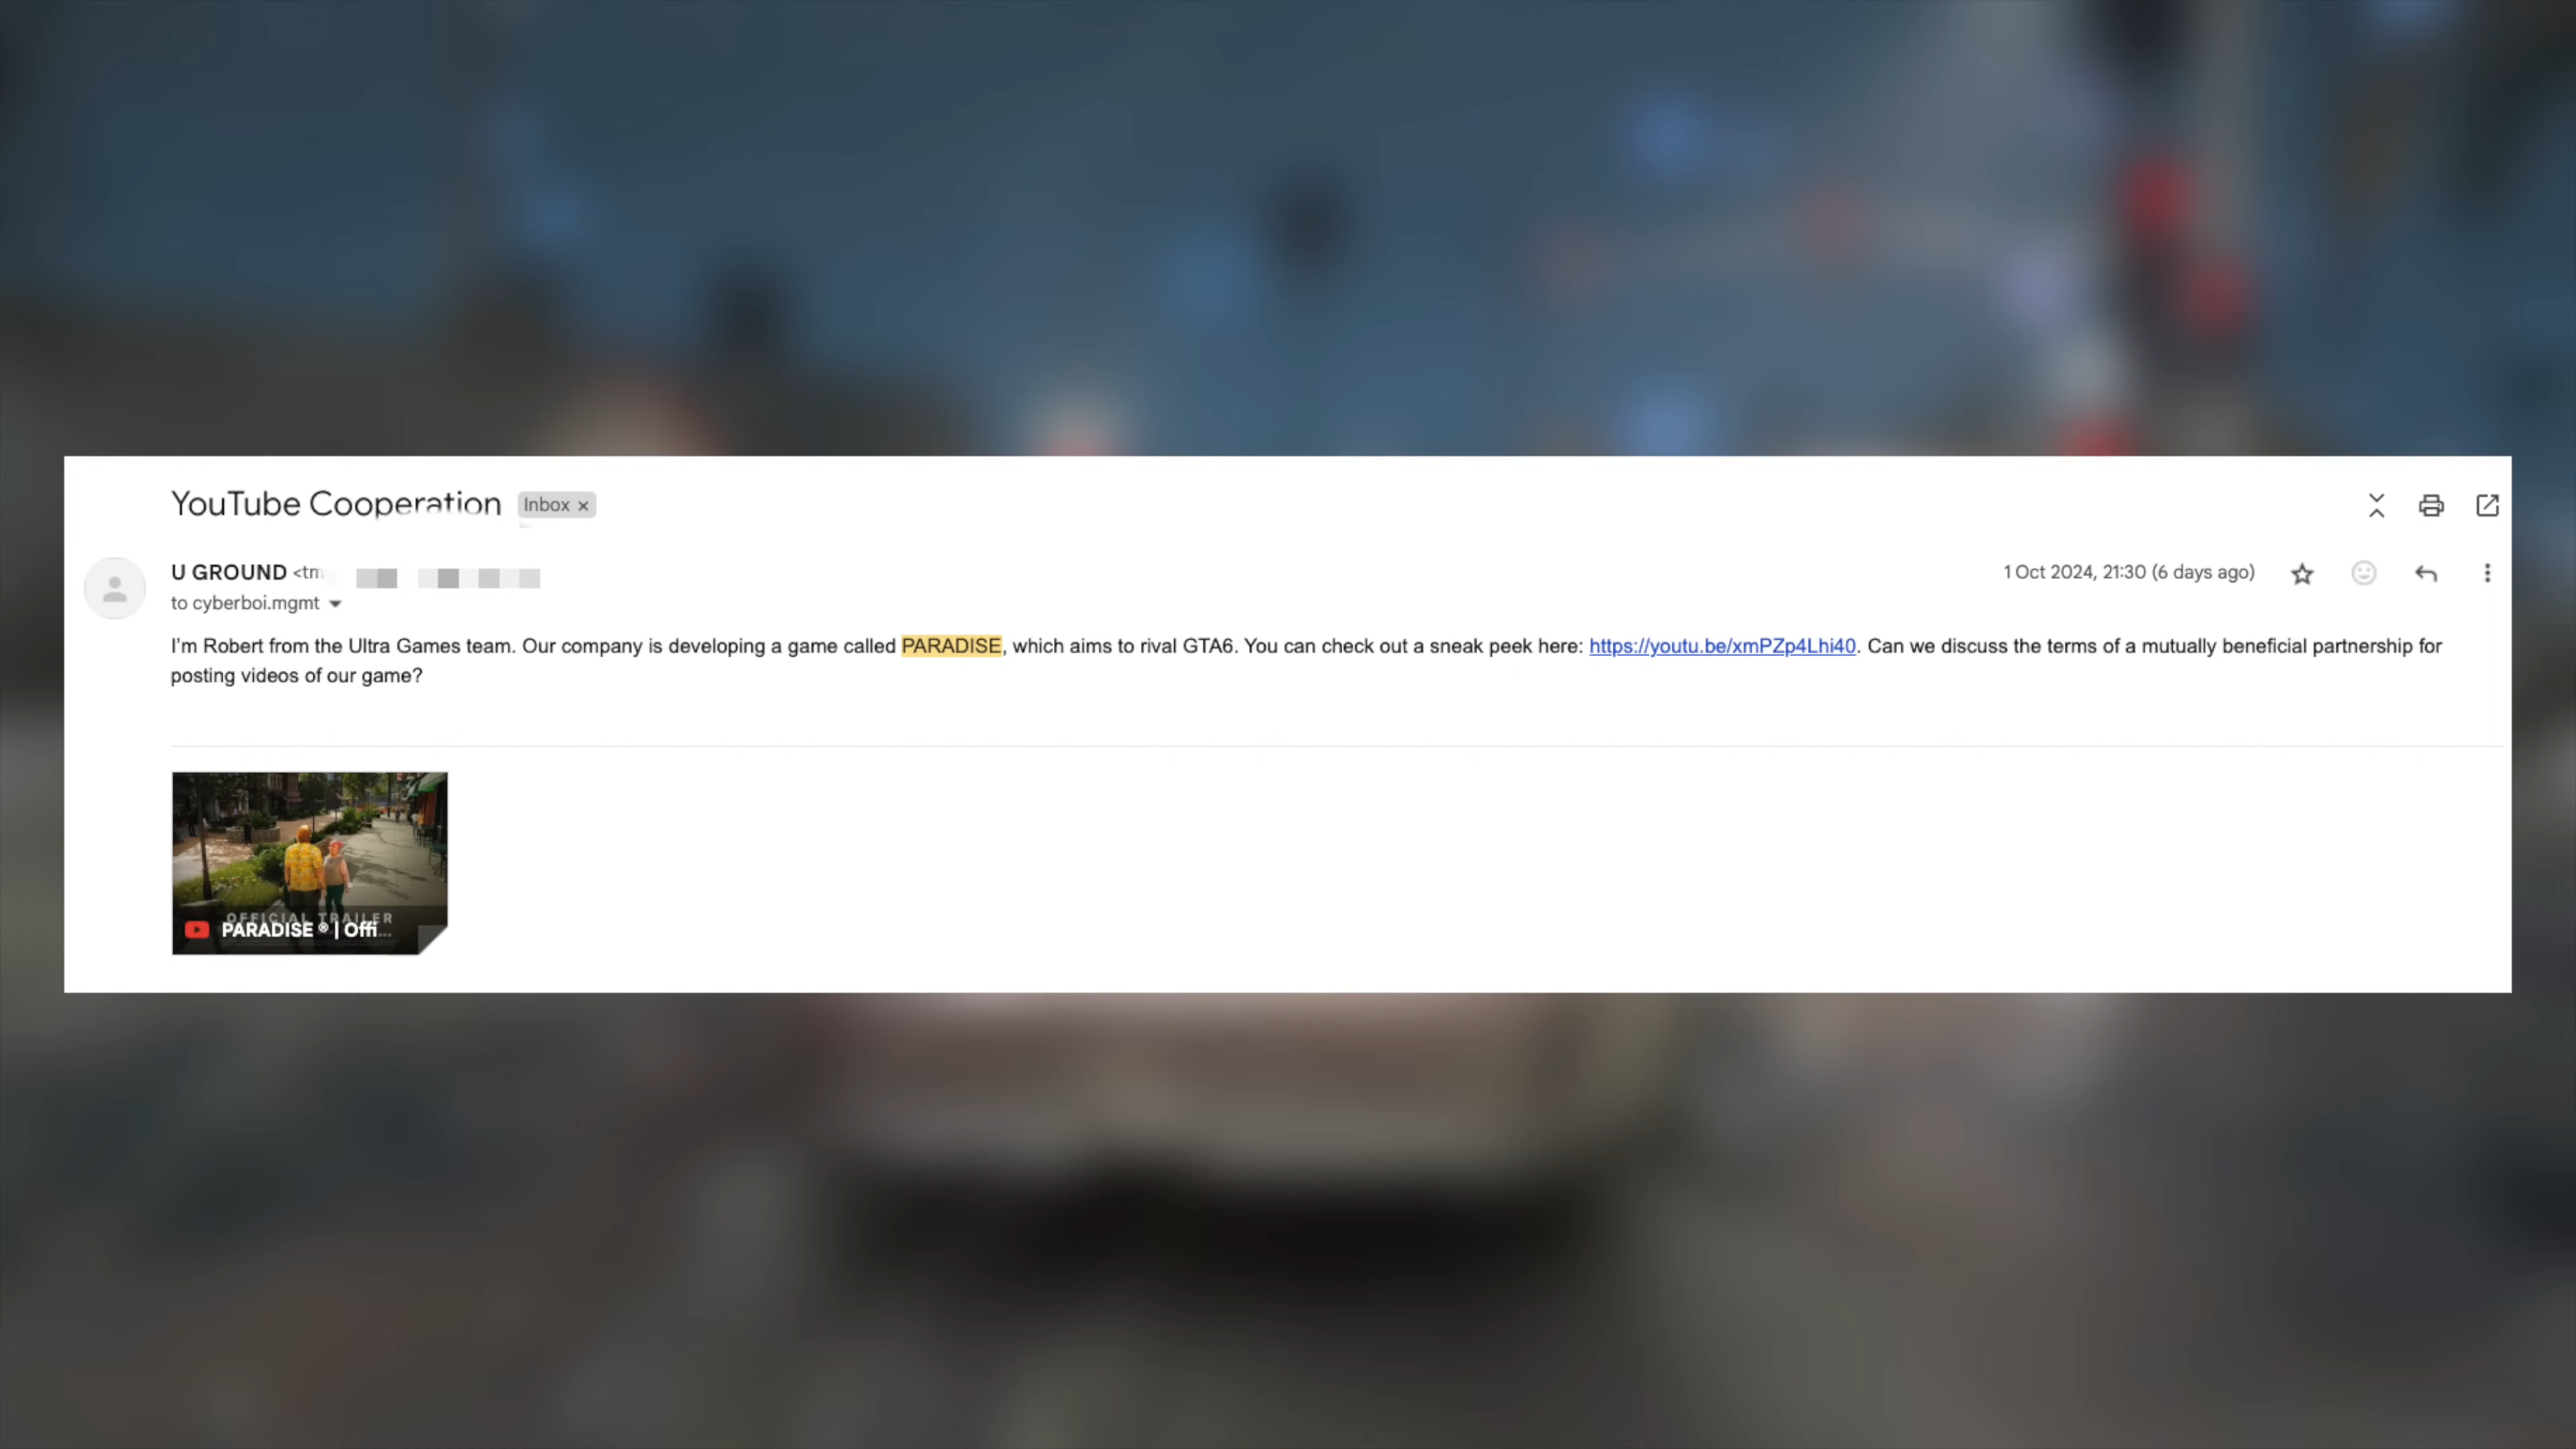 YouTube Cooperation Inbox ×
U GROUND <tm
1 Oct 2024, 21:30 (6 days ago)
to cyberboi.mgmt
I'm Robert from the Ultra Games team. Our company is developing a game called PARADISE, which aims to rival GTA6. You can check out a sneak peek here: https://youtu.be/xmPZp4Lhi40. Can we discuss the terms of a mutually beneficial partnership for
posting videos of our game?
OFFICIAL TRAILER
PARADISE ® | Offi...